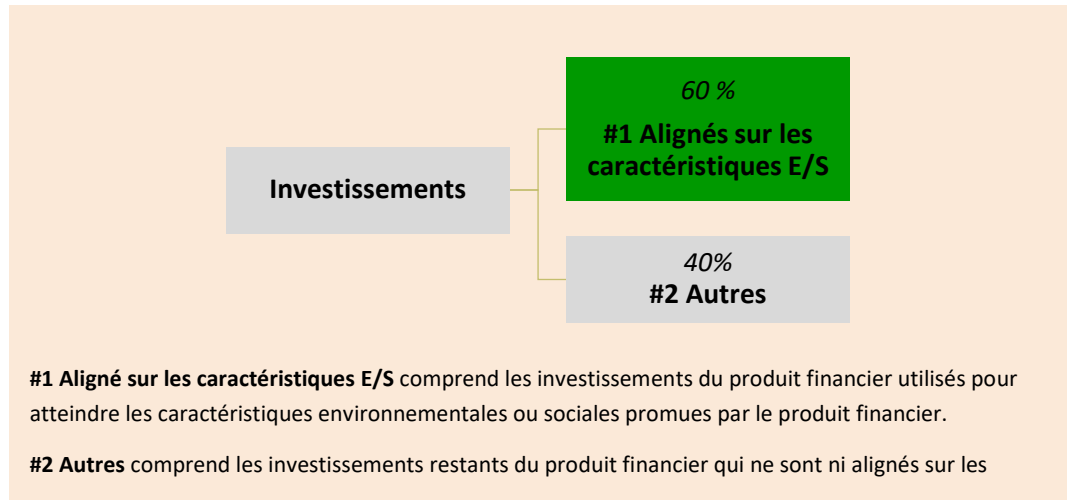 60 %
#1 Alignés sur les
caractéristiques E/S
Investissements
40%
#2 Autres
#1 Aligné sur les caractéristiques E/S comprend les investissements du produit financier utilisés pour
atteindre les caractéristiques environnementales ou sociales promues par le produit financier.
#2 Autres comprend les investissements restants du produit financier qui ne sont ni alignés sur les